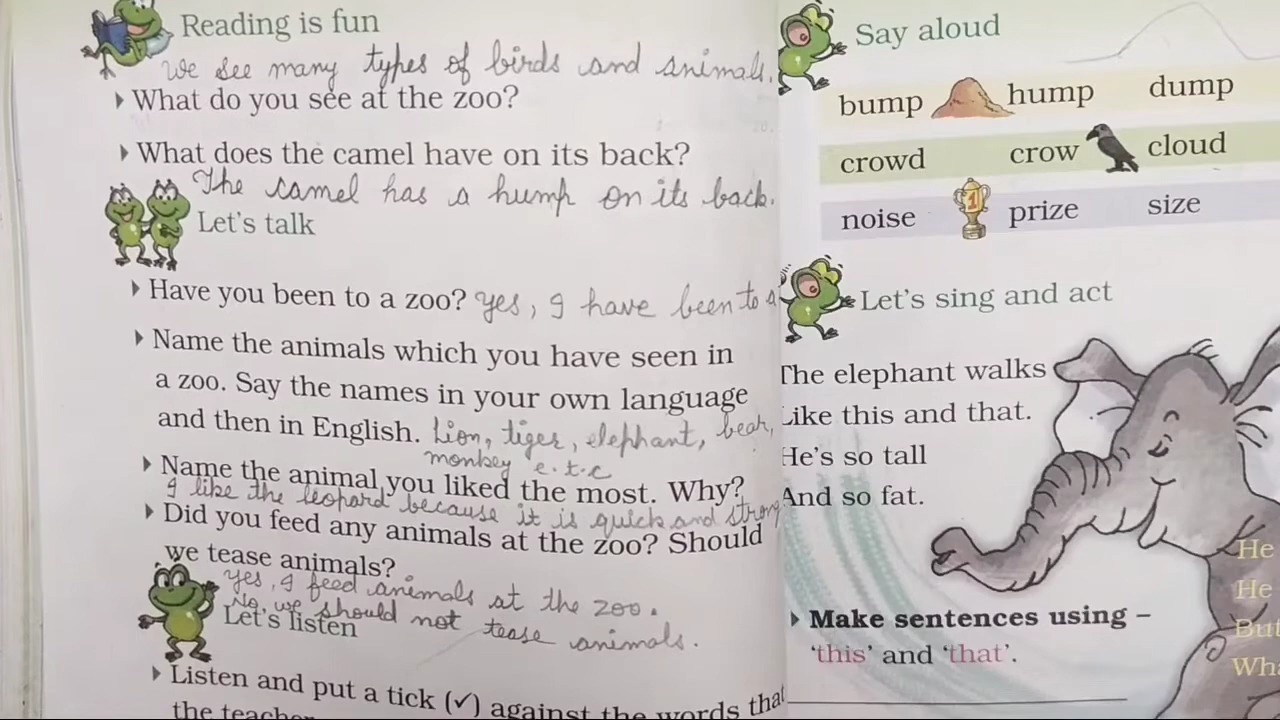 Reading is fun
We see many types of birds and animals.
What do you see at the zoo?
What does the camel have on its back?
The camel has a hump on its back.
Let's talk
Have you been to a zoo? Yes, I have been to a
Name the animals which you have seen in
a zoo. Say the names in your own language
and then in English. Lion, tiger, elephant, bear,
monkey e.t.c
Name the animal you liked the most. Why?
I like the leopard because it is quick and strong
Did you feed any animals at the zoo? Should
we tease animals?
Yes, I feed animals at the zoo.
No, we should not tease animals.
Let's listen
Listen and put a tick (✓) against the words that
the teacher
Say aloud
bump hump dump
crowd crow cloud
noise 1 prize size
Let's sing and act
The elephant walks
Like this and that.
He's so tall
And so fat.
He
He
But
Wha
Make sentences using –
'this' and 'that'.